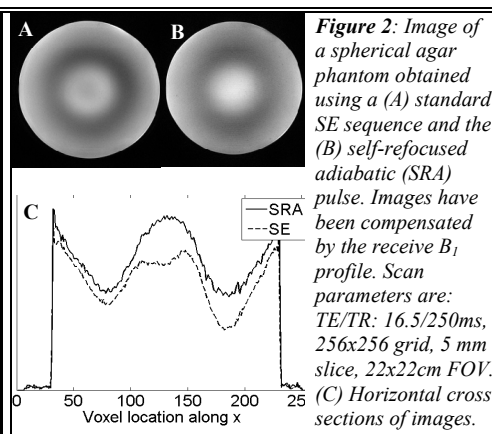 A
B
C
SRA
SE
0
50
100
150
200
25
Voxel location along x
Figure 2: Image of
a spherical agar
phantom obtained
using a (A) standard
SE sequence and the
(B) self-refocused
adiabatic (SRA)
pulse. Images have
been compensated
by the receive B1
profile. Scan
parameters are:
TE/TR: 16.5/250ms,
256x256 grid, 5 mm
slice, 22x22cm FOV.
(C) Horizontal cross
sections of images.